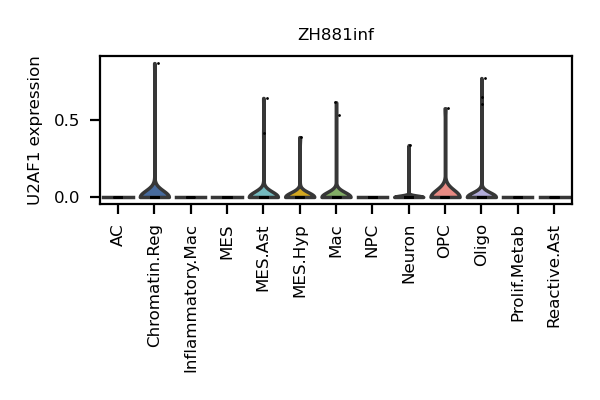 ZH881inf
U2AF1 expression
0.5
0.0
AC
Chromatin.Reg
Inflammatory.Mac
MES
MES.Ast
MES.Hyp
Mac
NPC
Neuron
OPC
Oligo
Prolif.Metab
Reactive.Ast